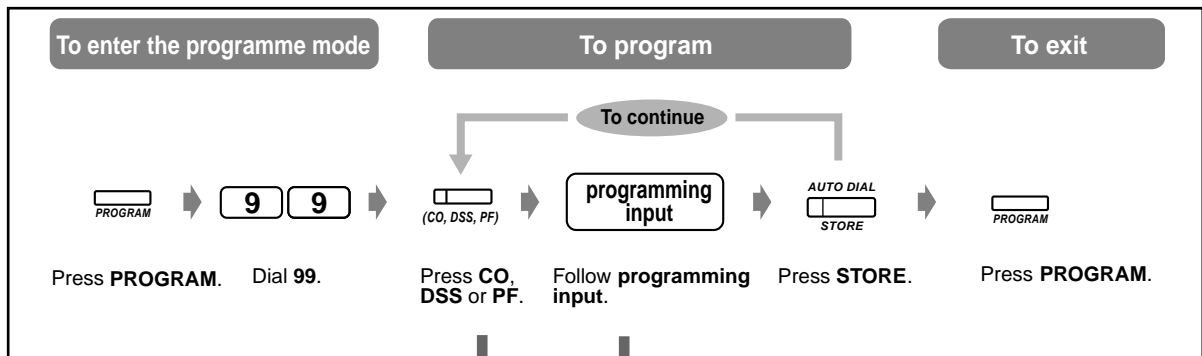 To enter the programme mode
To program
To exit
To continue
PROGRAM
9 9
(CO, DSS, PF)
programming
input
AUTO DIAL
STORE
PROGRAM
Press PROGRAM.
Dial 99.
Press CO,
DSS or PF.
Follow programming
input.
Press STORE.
Press PROGRAM.